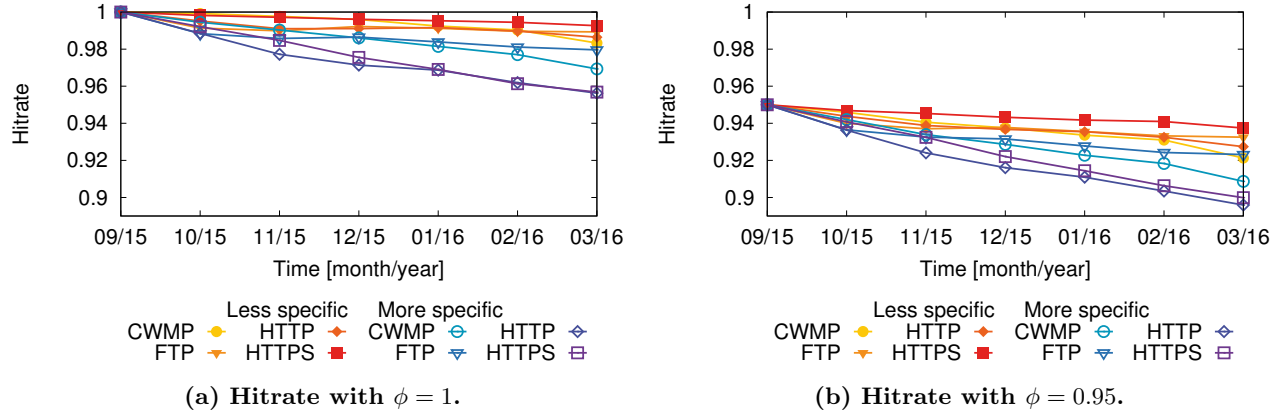 1
0.98
0.96
0.94
0.92
0.9
Hitrate
09/15 10/15 11/15 12/15 01/16 02/16 03/16
Time [month/year]
Less specific More specific
CWMP HTTP CWMP HTTP
FTP HTTPS FTP HTTPS
(a) Hitrate with ϕ = 1.
1
0.98
0.96
0.94
0.92
0.9
Hitrate
09/15 10/15 11/15 12/15 01/16 02/16 03/16
Time [month/year]
Less specific More specific
CWMP HTTP CWMP HTTP
FTP HTTPS FTP HTTPS
(b) Hitrate with ϕ = 0.95.